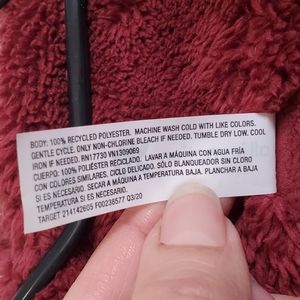 BODY: 100% RECYCLED POLYESTER. MACHINE WASH COLD WITH LIKE COLORS.
GENTLE CYCLE. ONLY NON-CHLORINE BLEACH IF NEEDED. TUMBLE DRY LOW. COOL
IRON IF NEEDED. RN17730 VN1309069
CUERPO: 100% POLIÉSTER RECICLADO. LAVAR A MÁQUINA CON AGUA FRÍA
CON COLORES SIMILARES. CICLO DELICADO. SÓLO BLANQUEADOR SIN CLORO
SI ES NECESARIO. SECAR A MÁQUINA A TEMPERATURA BAJA. PLANCHAR A BAJA
TEMPERATURA SI ES NECESARIO.
TARGET 214142605 F00238577 Q3/20